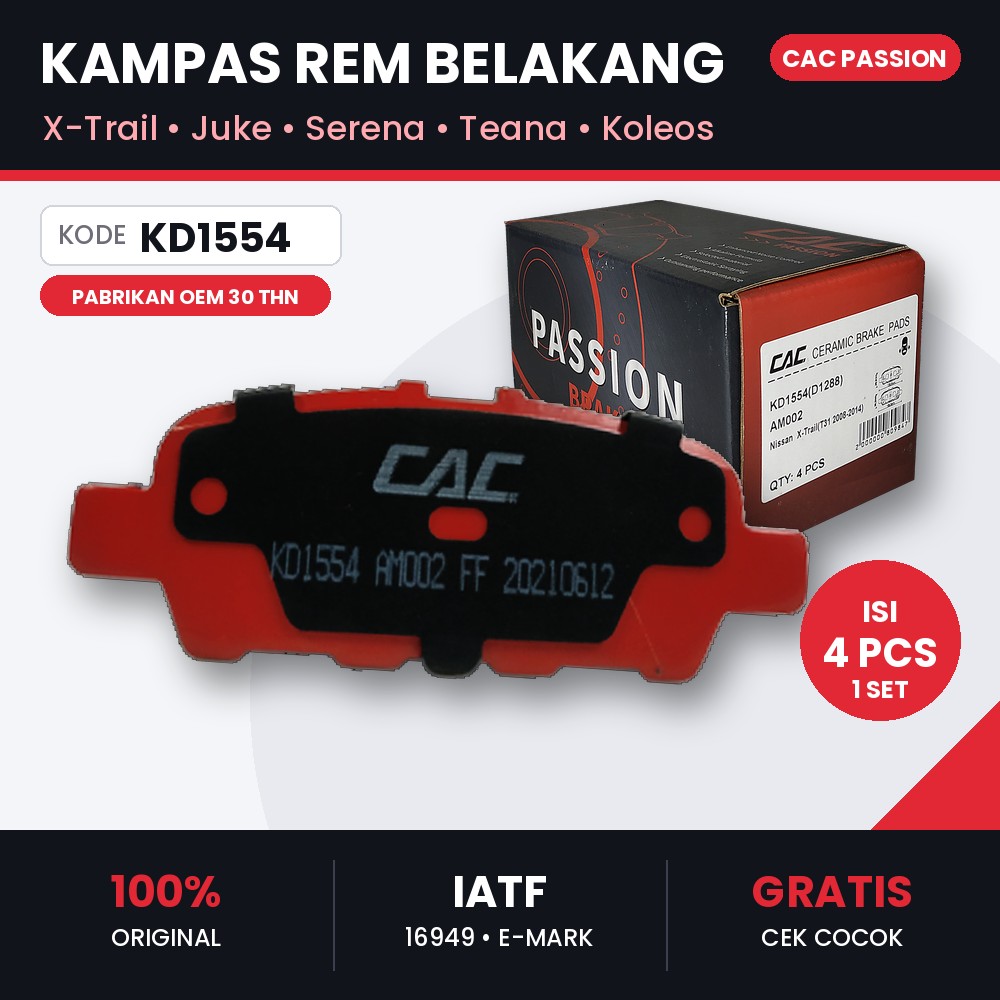 KAMPAS REM BELAKANG
CAC PASSION
X-Trail • Juke • Serena • Teana • Koleos
KODE KD1554
PABRIKAN OEM 30 THN
CAC
PASSION
PASSION
CAC CERAMIC BRAKE PADS
KD1554(D1288)
AM002
Nissan X-Trail(T31 2008-2014)
QTY: 4 PCS
CAC
KD1554 AM002 FF 20210612
ISI
4 PCS
1 SET
100%
ORIGINAL
IATF
16949 • E-MARK
GRATIS
CEK COCOK